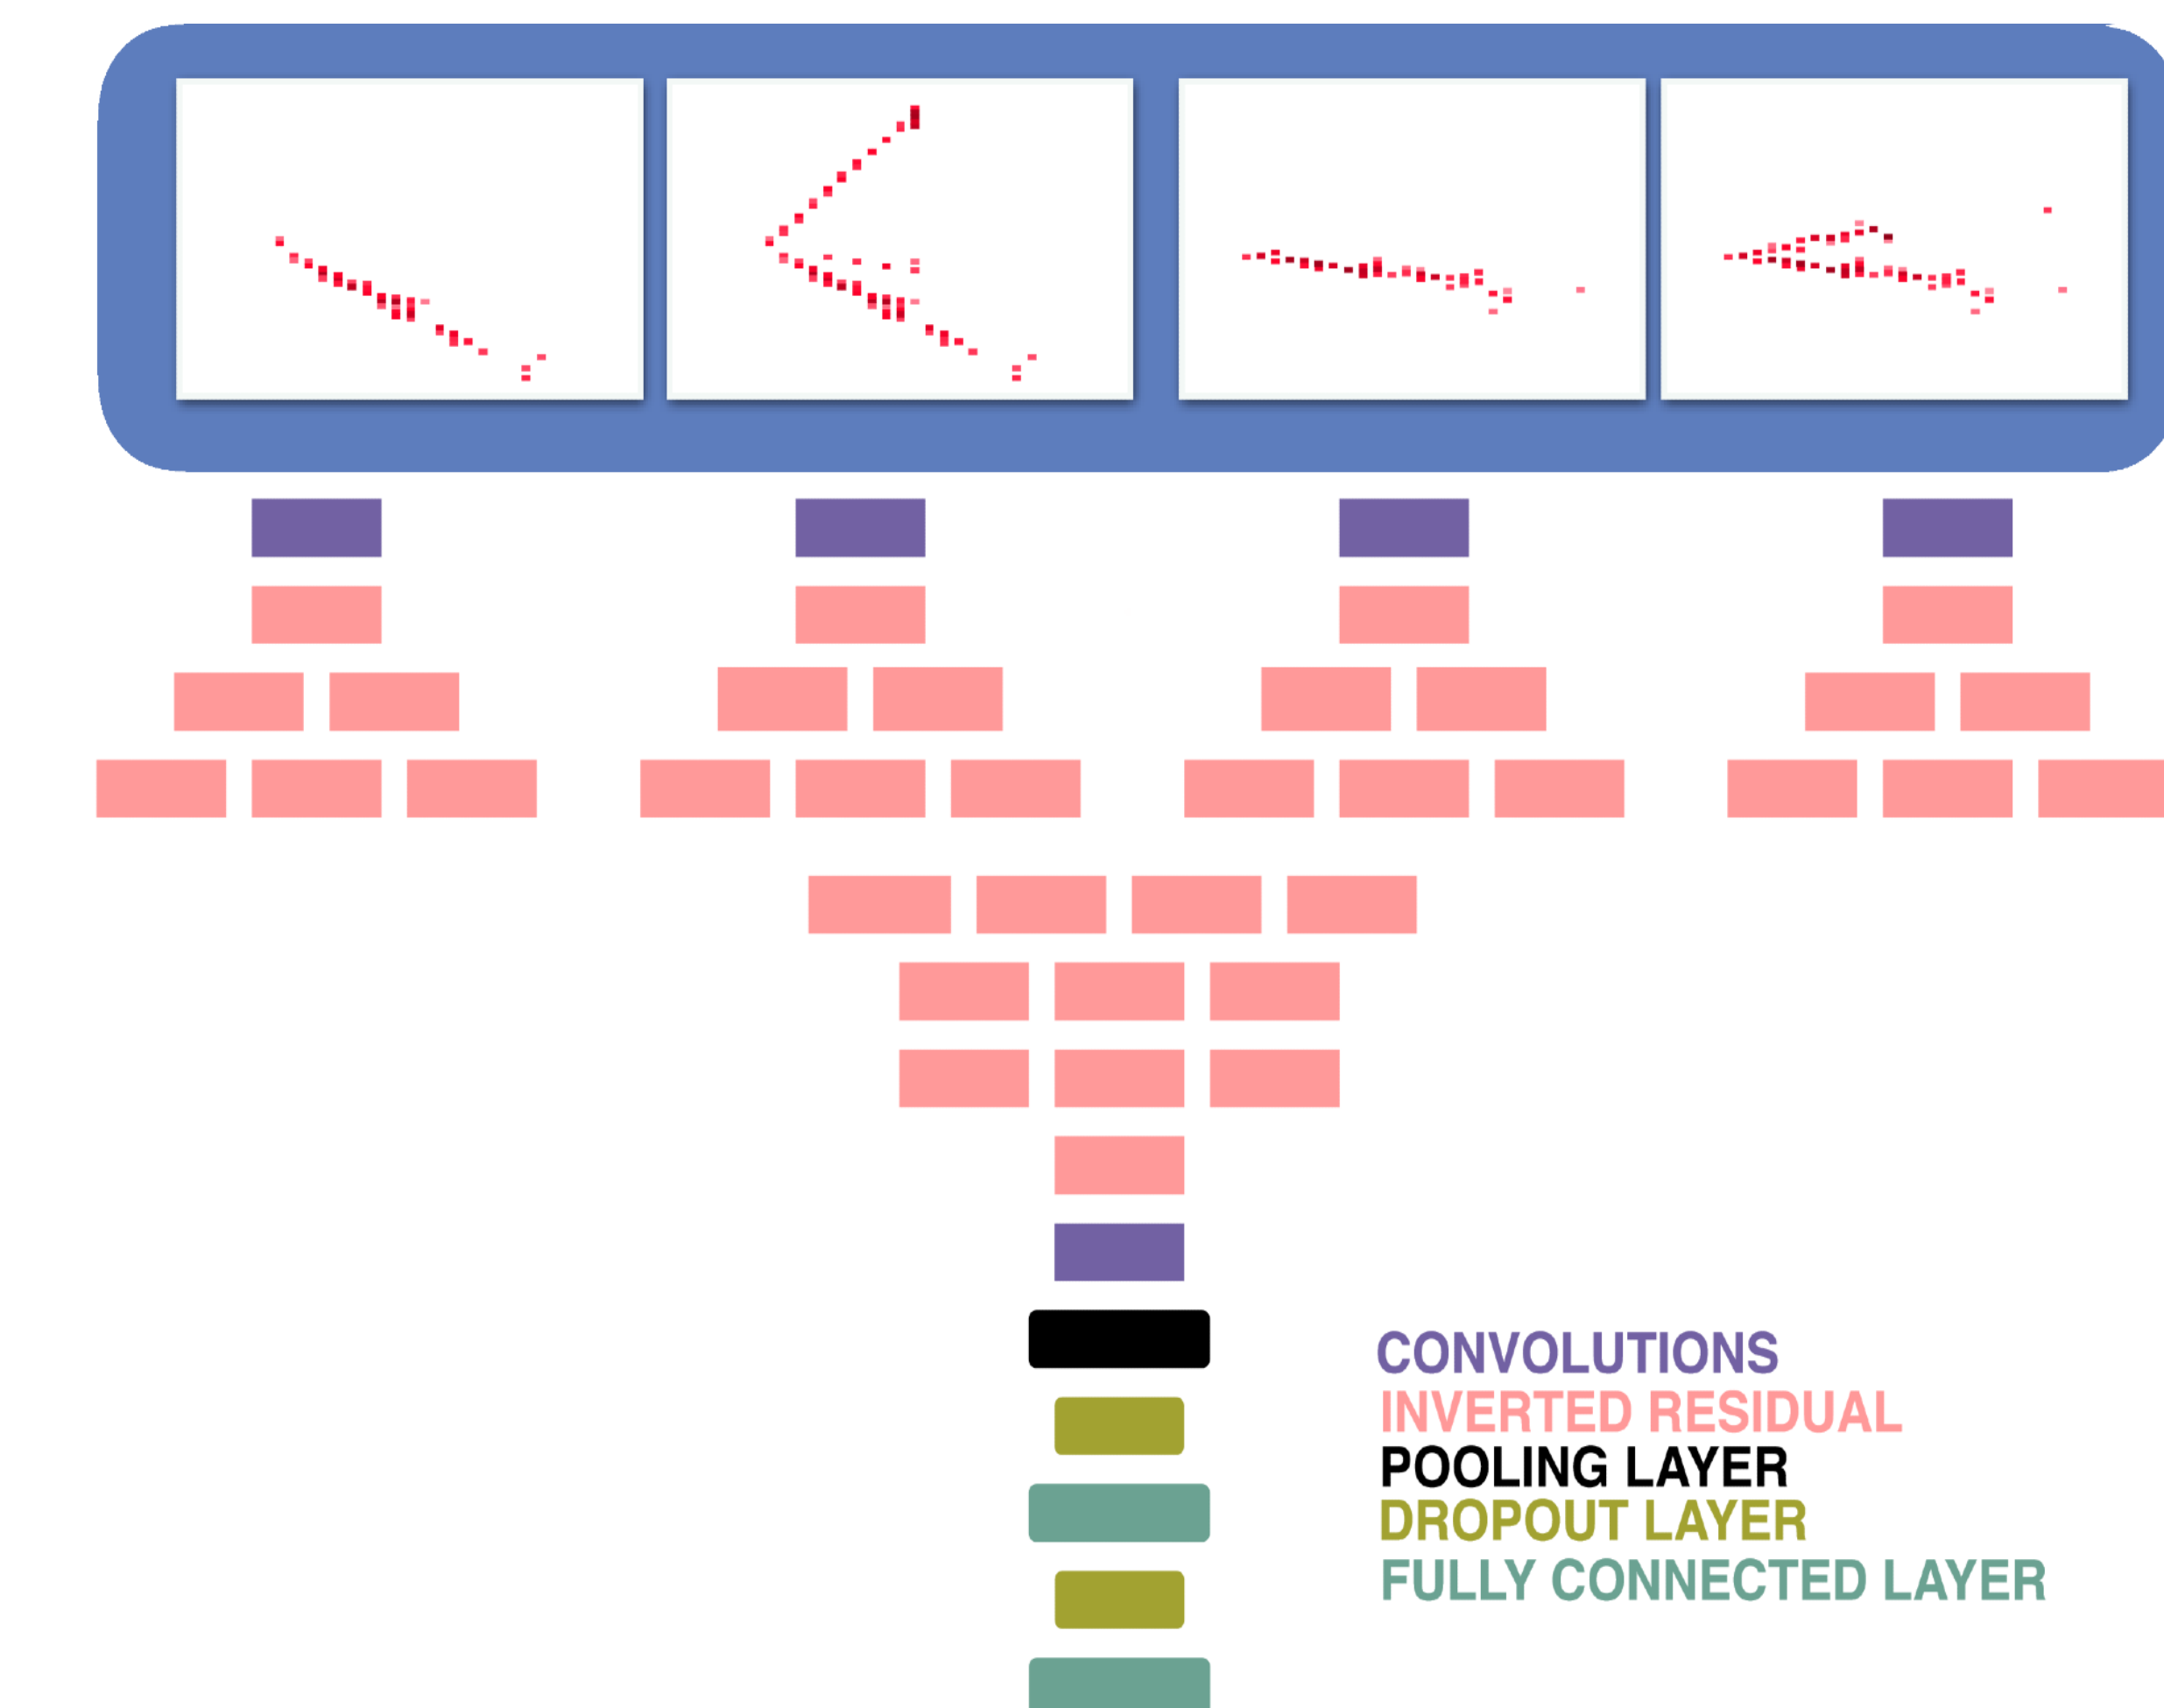 CONVOLUTIONS
INVERTED RESIDUAL
POOLING LAYER
DROPOUT LAYER
FULLY CONNECTED LAYER